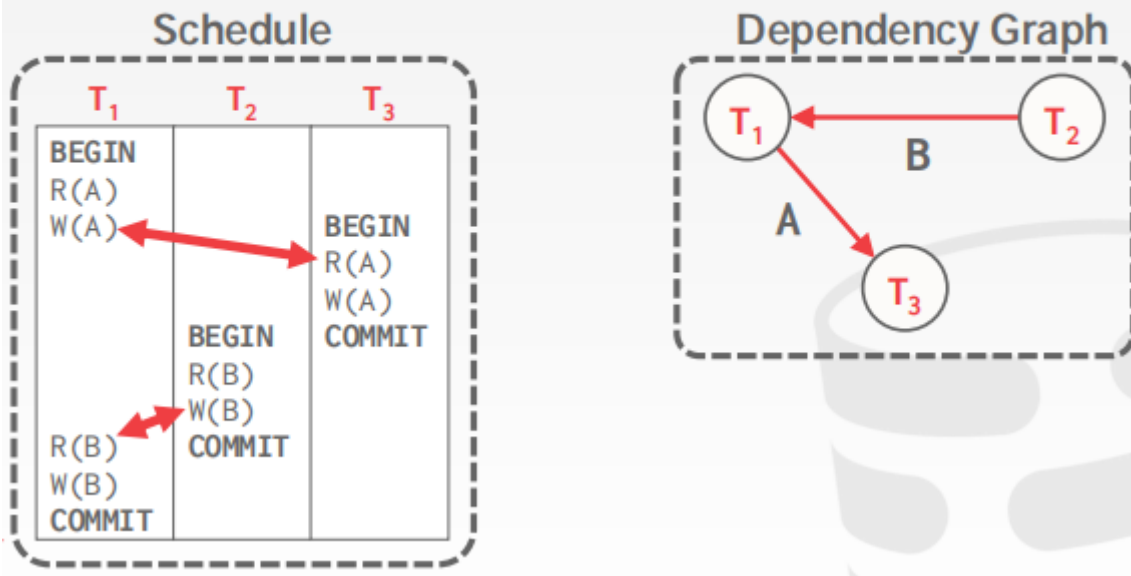 Schedule
Dependency Graph
T1 T2 T3
BEGIN
R(A)
W(A) BEGIN
R(A)
W(A)
BEGIN COMMIT
R(B)
W(B)
R(B) COMMIT
W(B)
COMMIT
T1 T2
B
A
T3